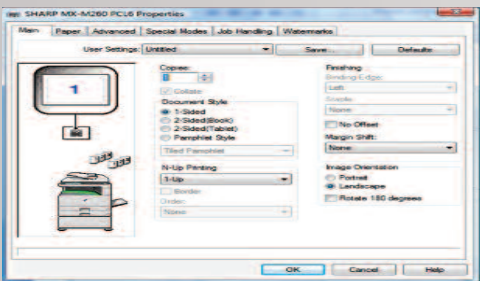 SHARP MX-M260 PCL6 Properties
Main Paper Advanced Special Modes Job Handling Watermarks
User Settings: Untitled Save... Defaults
1
Copies:
Collate
Document Style
1-Sided
2-Sided(Book)
2-Sided(Tablet)
Pamphlet Style
Tiled Pamphlet
N-Up Printing
1-Up
Border
Order:
None
Finishing
Binding Edge:
Left
Staple:
None
No Offset
Margin Shift:
None
Image Orientation
Portrait
Landscape
Rotate 180 degrees
OK Cancel Help